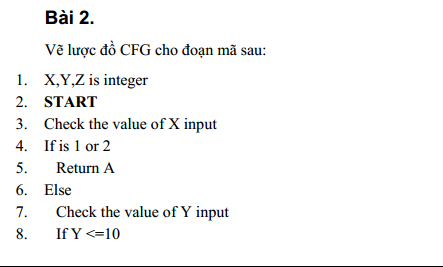 Bài 2.
Vẽ lược đồ CFG cho đoạn mã sau:
1. X,Y,Z is integer
2. START
3. Check the value of X input
4. If is 1 or 2
5. Return A
6. Else
7. Check the value of Y input
8. If Y <=10